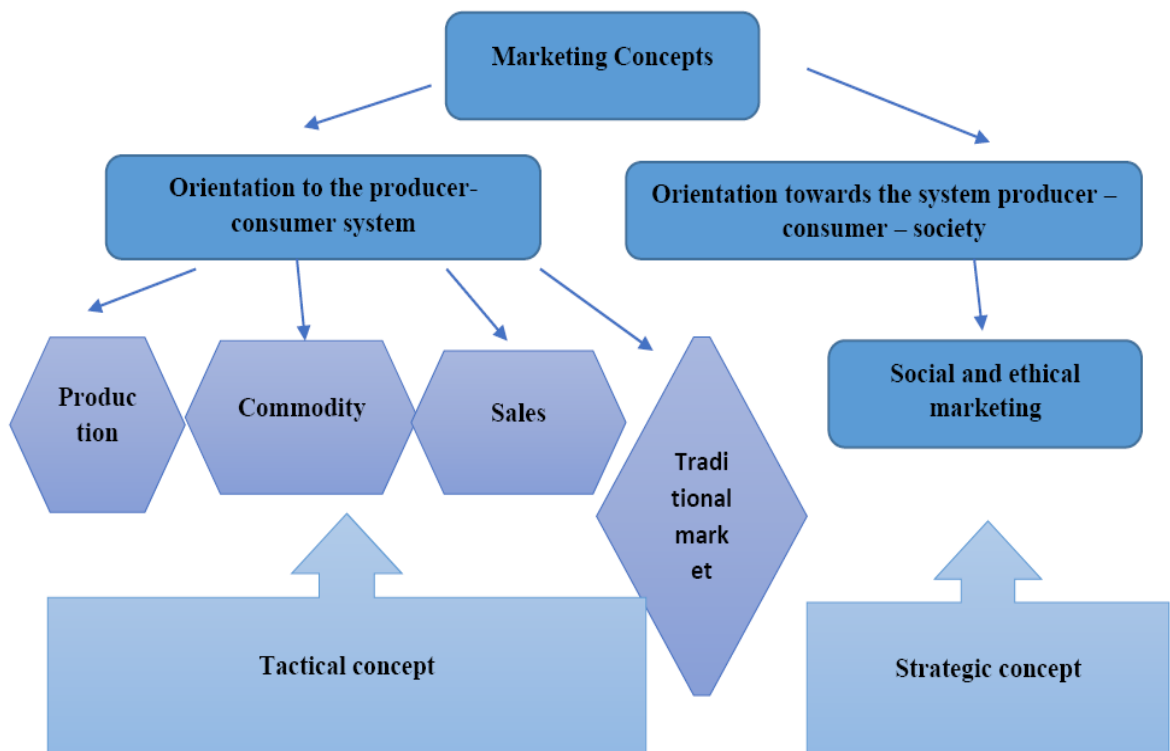 Marketing Concepts
Orientation to the producer-
consumer system
Orientation towards the system producer –
consumer – society
Produc
tion
Commodity
Sales
Tradi
tional
mark
et
Social and ethical
marketing
Tactical concept
Strategic concept